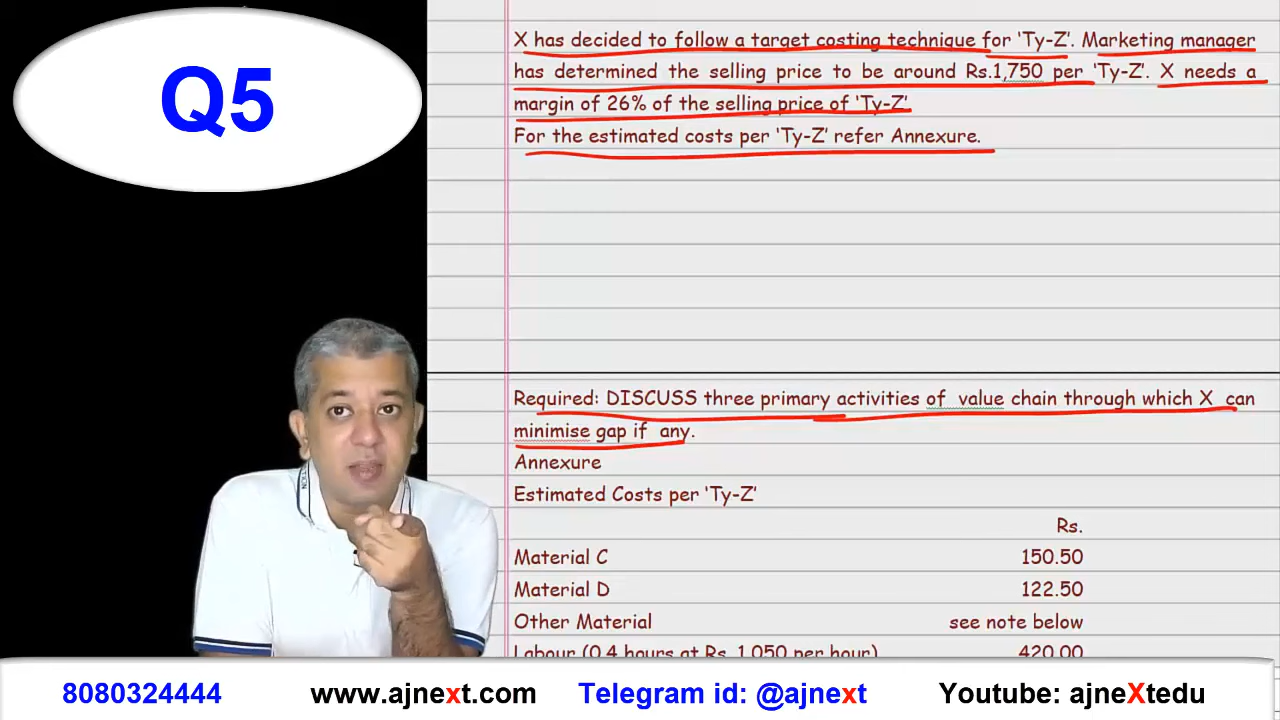 Q5
X has decided to follow a target costing technique for 'Ty-Z'. Marketing manager
has determined the selling price to be around Rs.1,750 per 'Ty-Z'. X needs a
margin of 26% of the selling price of 'Ty-Z'
For the estimated costs per 'Ty-Z' refer Annexure.
Required: DISCUSS three primary activities of value chain through which X can
minimise gap if any.
Annexure
Estimated Costs per 'Ty-Z'
Rs.
Material C 150.50
Material D 122.50
Other Material see note below
Labour (0.4 hours at Rs. 1,050 per hour) 420.00
8080324444 www.ajnext.com Telegram id: @ajnext Youtube: ajneXtedu